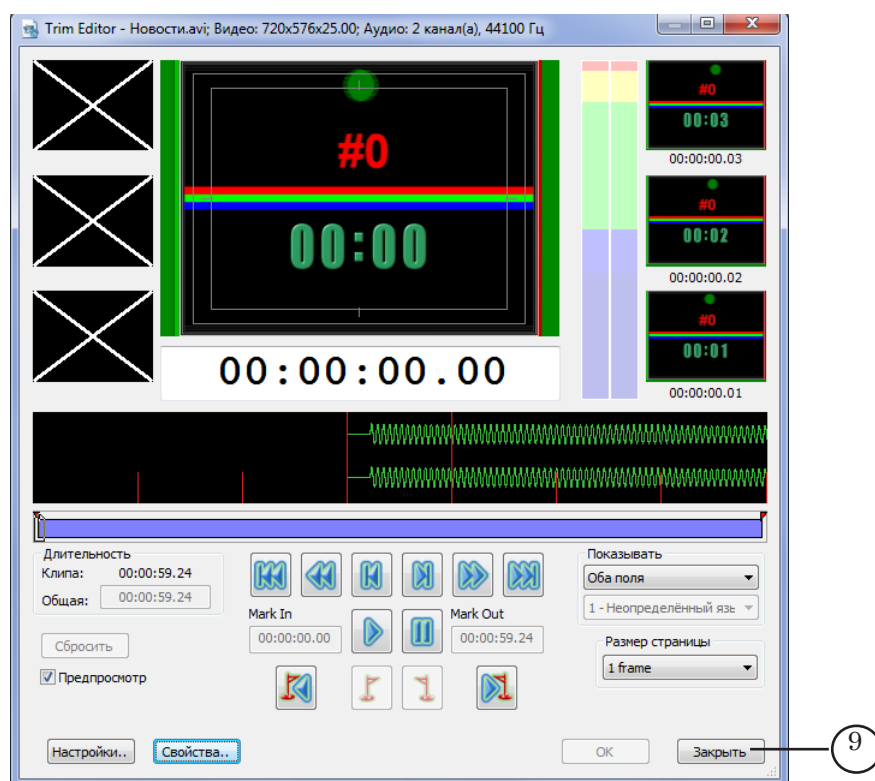 Trim Editor - Новости.avi; Видео: 720x576x25.00; Аудио: 2 канал(а), 44100 Гц
#0
00:00
00:00:00.00
#0
00:03
00:00:00.03
#0
00:02
00:00:00.02
#0
00:01
00:00:00.01
Длительность
Клипа: 00:00:59.24
Общая: 00:00:59.24
Сбросить
Предпросмотр
Mark In
00:00:00.00
Mark Out
00:00:59.24
Показывать
Оба поля
1 - Неопределённый язь
Размер страницы
1 frame
Настройки..
Свойства..
OK
Закрыть
9